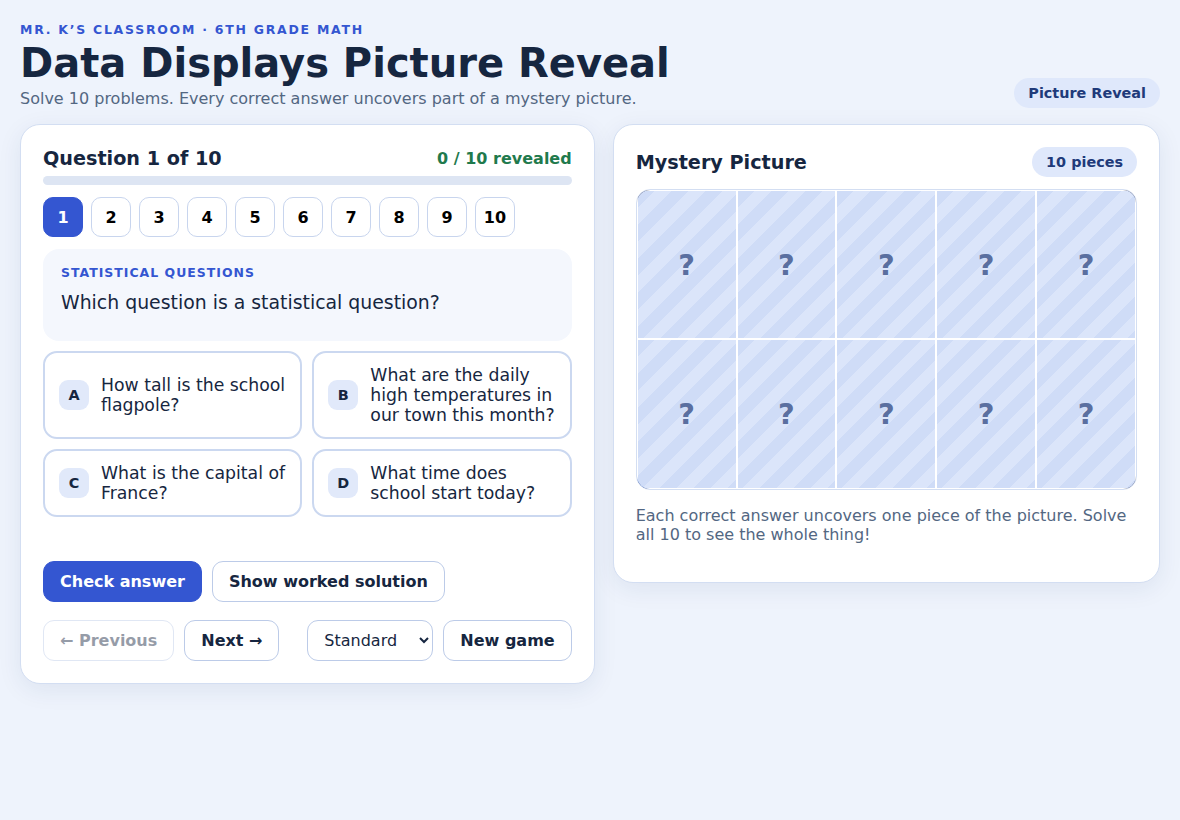 MR. K’S CLASSROOM · 6TH GRADE MATH
Data Displays Picture Reveal
Solve 10 problems. Every correct answer uncovers part of a mystery picture.
Picture Reveal
Question 1 of 10
0 / 10 revealed
1 2 3 4 5 6 7 8 9 10
STATISTICAL QUESTIONS
Which question is a statistical question?
A
How tall is the school
flagpole?
B
What are the daily
high temperatures in
our town this month?
C
What is the capital of
France?
D
What time does
school start today?
Check answer
Show worked solution
← Previous
Next →
Standard
New game
Mystery Picture
10 pieces
? ? ? ? ?
? ? ? ? ?
Each correct answer uncovers one piece of the picture. Solve
all 10 to see the whole thing!